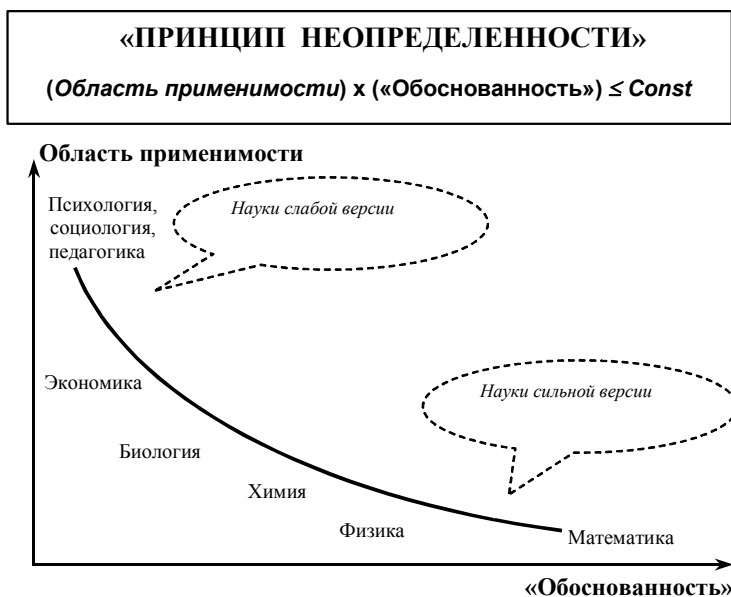 «ПРИНЦИП НЕОПРЕДЕЛЕННОСТИ»
(Область применимости) х («Обоснованность») ≤ Const
Область применимости
Психология,
социология,
педагогика
Науки слабой версии
Экономика
Науки сильной версии
Биология
Химия
Физика
Математика
«Обоснованность»